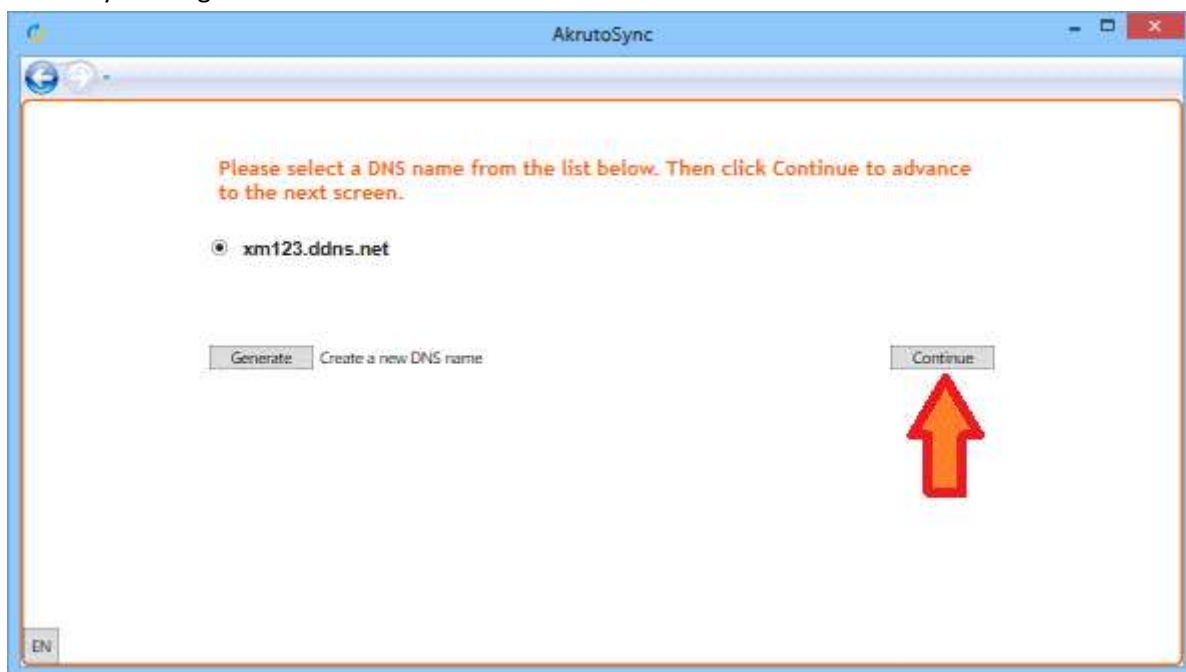 AkrutoSync
Please select a DNS name from the list below. Then click Continue to advance
to the next screen.
xm123.ddns.net
Generate Create a new DNS name
Continue
EN